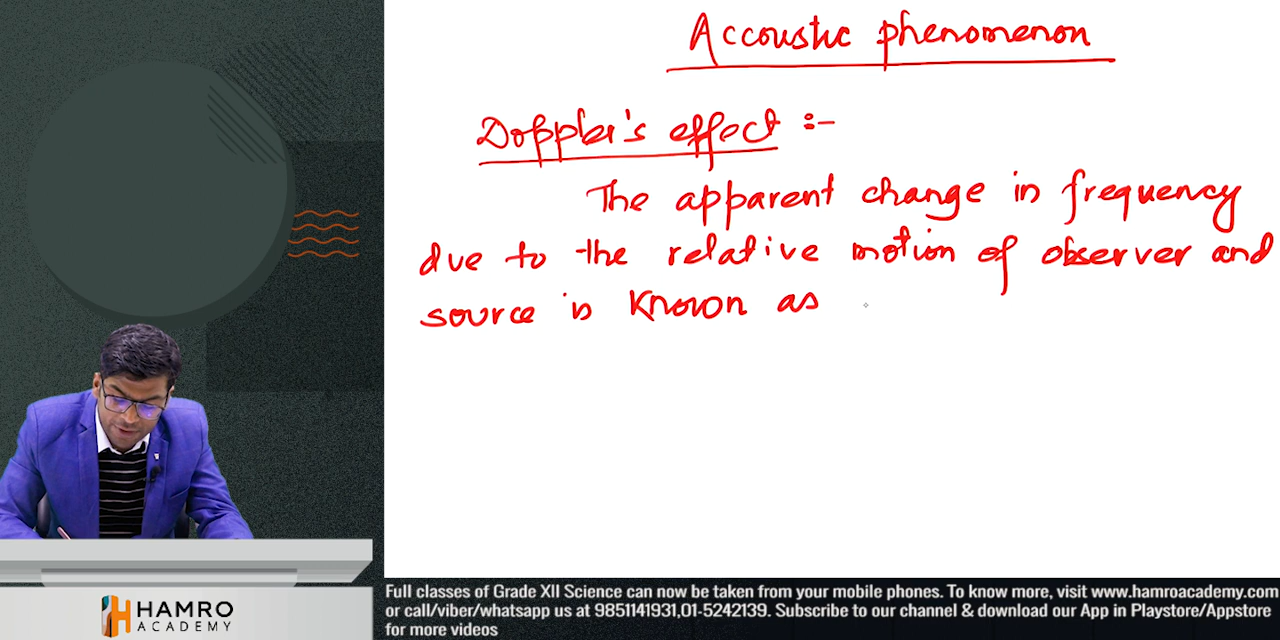 Accoustic phenomenon
Doppler's effect :-
The apparent change in frequency
due to the relative motion of observer and
source is known as
HAMRO
ACADEMY
Full classes of Grade XII Science can now be taken from your mobile phones. To know more, visit www.hamroacademy.com
or call/viber/whatsapp us at 9851141931,01-5242139. Subscribe to our channel & download our App in Playstore/Appstore
for more videos